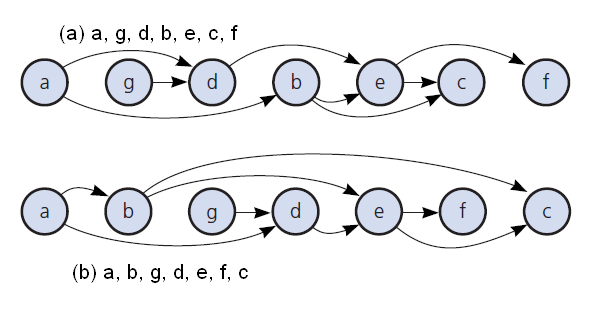 (a) a, g, d, b, e, c, f
a g d b e c f
a b g d e f c
(b) a, b, g, d, e, f, c